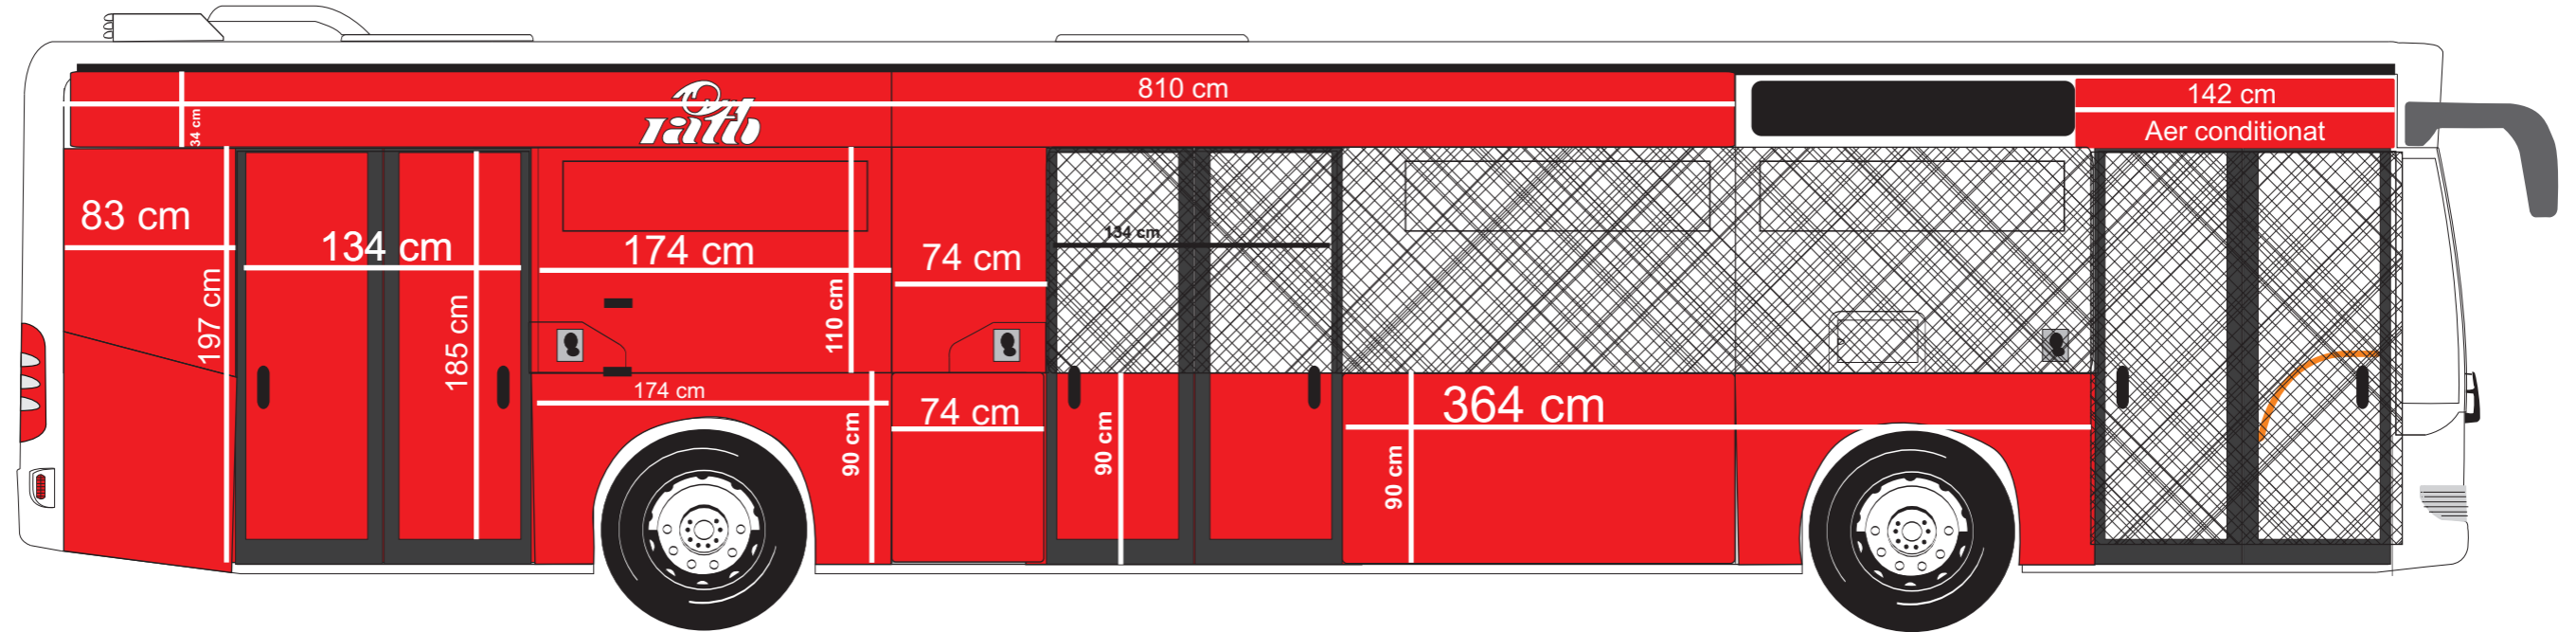 810 cm
142 cm
34 cm
ratb
Aer conditionat
83 cm
134 cm
174 cm
74 cm
134 cm
197 cm
185 cm
110 cm
174 cm
74 cm
364 cm
90 cm
90 cm
90 cm